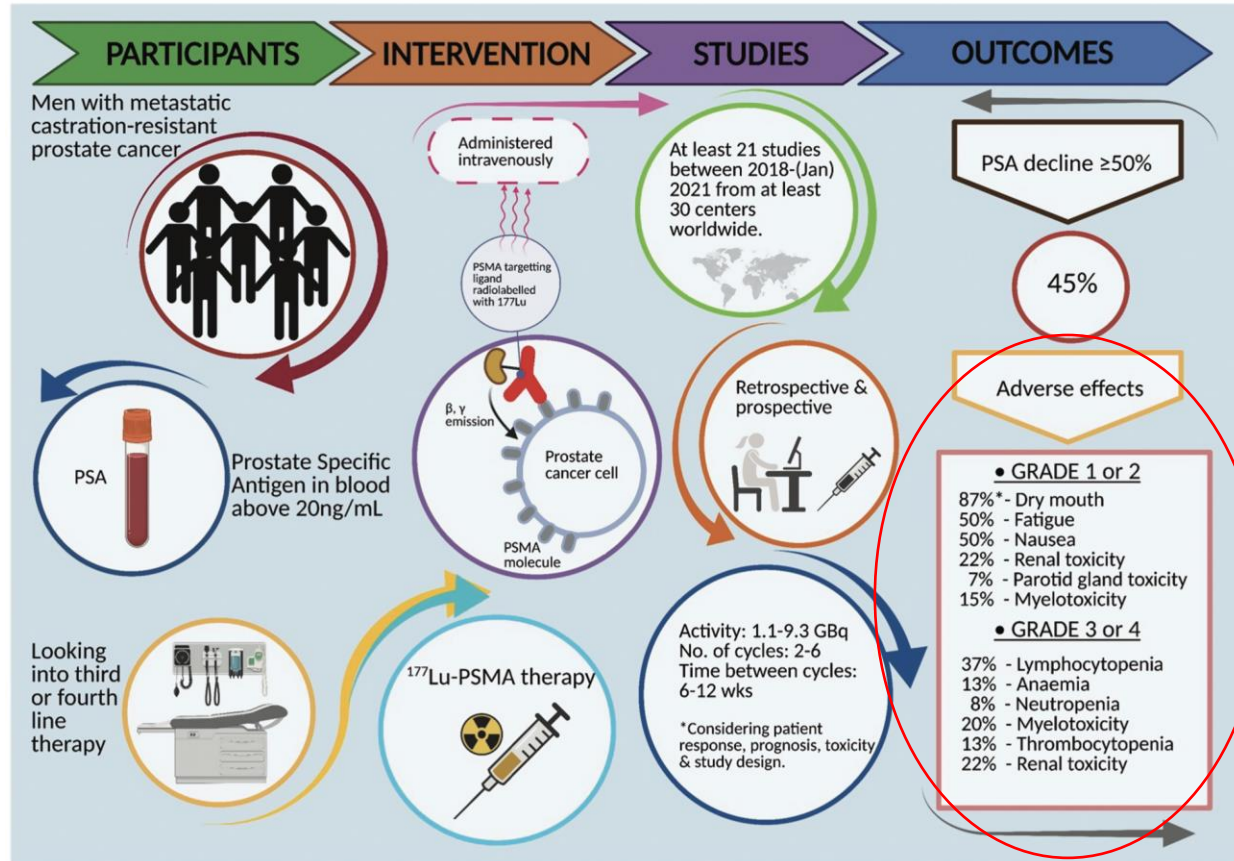 PARTICIPANTS
INTERVENTION
STUDIES
OUTCOMES
Men with metastatic
castration-resistant
prostate cancer
PSA
Prostate Specific
Antigen in blood
above 20ng/mL
Looking
into third
or fourth
line
therapy
Administered
intravenously
PSMA targetting
ligand
radiolabelled
with 177Lu
β, γ
emission
Prostate
cancer cell
PSMA
molecule
¹⁷⁷Lu-PSMA therapy
At least 21 studies
between 2018-(Jan)
2021 from at least
30 centers
worldwide.
Retrospective &
prospective
Activity: 1.1-9.3 GBq
No. of cycles: 2-6
Time between cycles:
6-12 wks
*Considering patient
response, prognosis, toxicity
& study design.
PSA decline ≥50%
45%
Adverse effects
• GRADE 1 or 2
87%*- Dry mouth
50% - Fatigue
50% - Nausea
22% - Renal toxicity
7% - Parotid gland toxicity
15% - Myelotoxicity
• GRADE 3 or 4
37% - Lymphocytopenia
13% - Anaemia
8% - Neutropenia
20% - Myelotoxicity
13% - Thrombocytopenia
22% - Renal toxicity